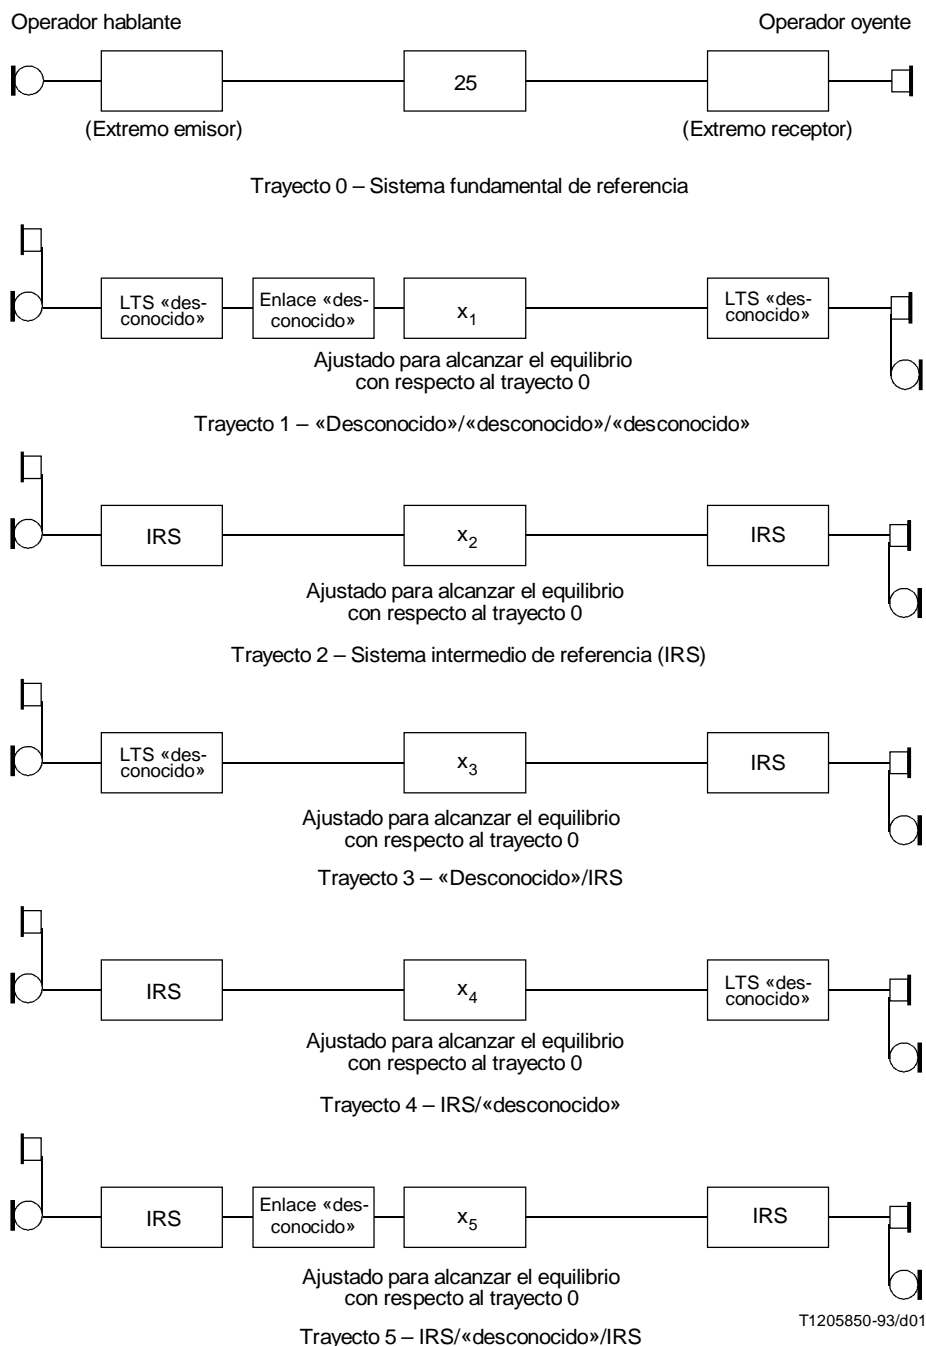 Operador hablante
Operador oyente
25
(Extremo emisor)
(Extremo receptor)
Trayecto 0 – Sistema fundamental de referencia
LTS «des-
conocido»
Enlace «des-
conocido»
x1
LTS «des-
conocido»
Ajustado para alcanzar el equilibrio
con respecto al trayecto 0
Trayecto 1 – «Desconocido»/«desconocido»/«desconocido»
IRS
x2
IRS
Ajustado para alcanzar el equilibrio
con respecto al trayecto 0
Trayecto 2 – Sistema intermedio de referencia (IRS)
LTS «des-
conocido»
x3
IRS
Ajustado para alcanzar el equilibrio
con respecto al trayecto 0
Trayecto 3 – «Desconocido»/IRS
IRS
x4
LTS «des-
conocido»
Ajustado para alcanzar el equilibrio
con respecto al trayecto 0
Trayecto 4 – IRS/«desconocido»
IRS
Enlace «des-
conocido»
x5
IRS
Ajustado para alcanzar el equilibrio
con respecto al trayecto 0
T1205850-93/d01
Trayecto 5 – IRS/«desconocido»/IRS